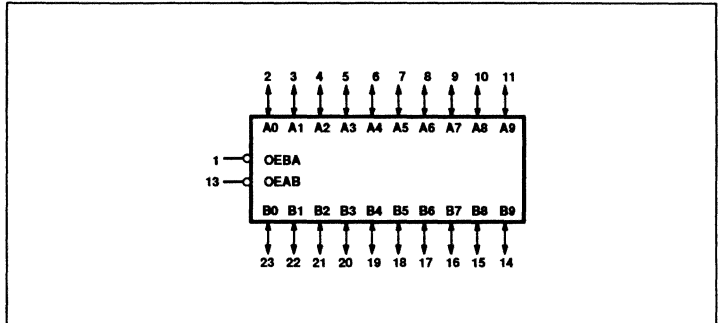 2 3 4 5 6 7 8 9 10 11
A0 A1 A2 A3 A4 A5 A6 A7 A8 A9
1 OEBA
13 OEAB
B0 B1 B2 B3 B4 B5 B6 B7 B8 B9
23 22 21 20 19 18 17 16 15 14